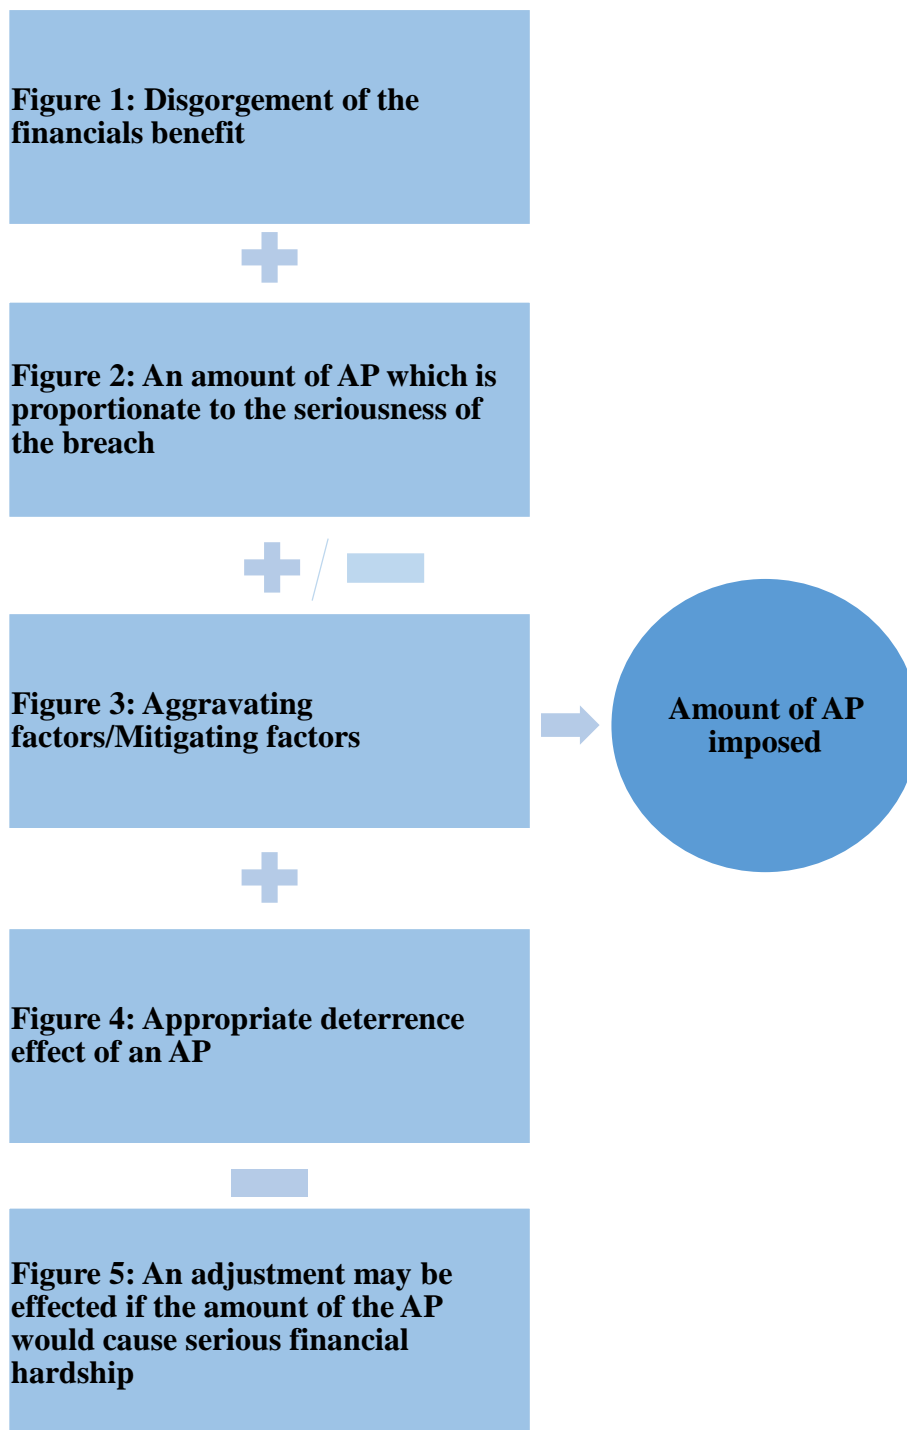 Figure 1: Disgorgement of the
financials benefit
Figure 2: An amount of AP which is
proportionate to the seriousness of
the breach
Figure 3: Aggravating
factors/Mitigating factors
Amount of AP
imposed
Figure 4: Appropriate deterrence
effect of an AP
Figure 5: An adjustment may be
effected if the amount of the AP
would cause serious financial
hardship